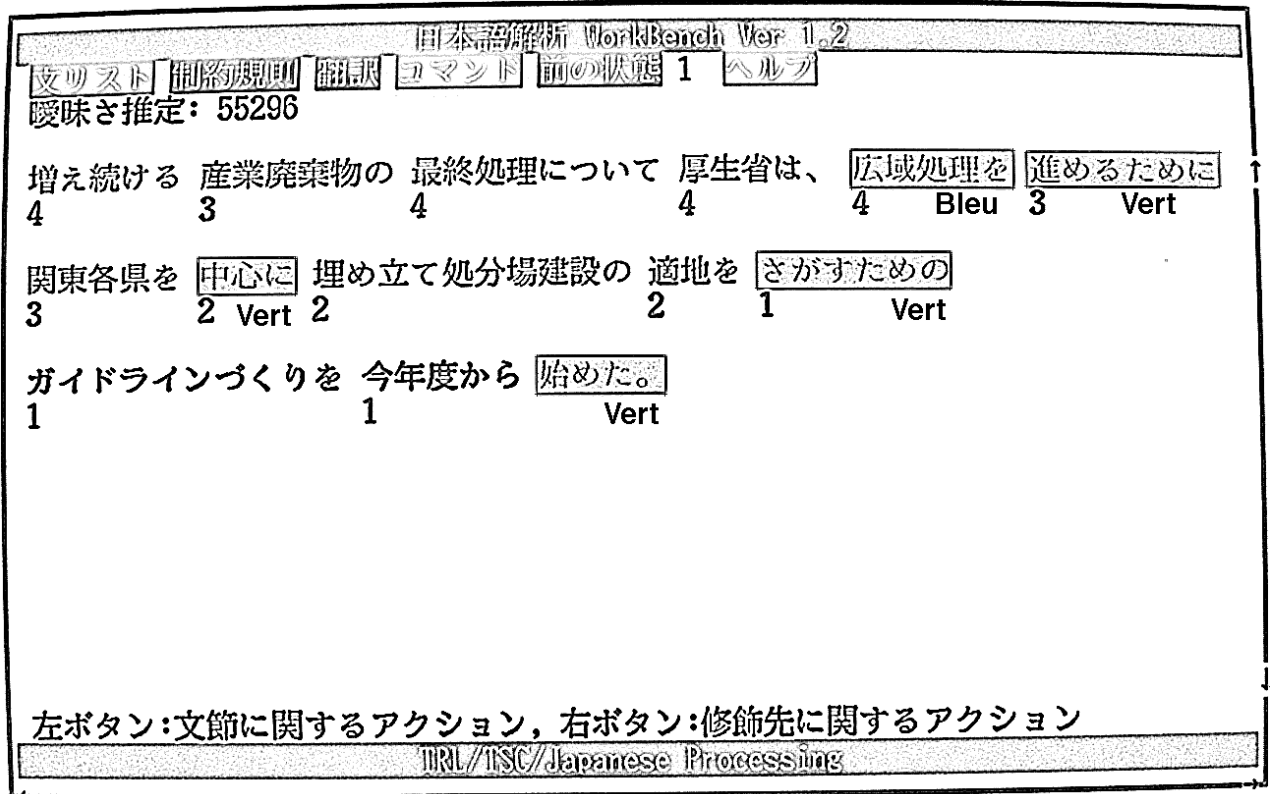 日本語解析 WorkBench Ver 1.2
文リスト 制約規則 翻訳 コマンド 前の状態 1 ヘルプ
曖昧さ推定: 55296
増え続ける 産業廃棄物の 最終処理について 厚生省は、 広域処理を 進めるために
4 3 4 4 4 Bleu 3 Vert
関東各県を 中心に 埋め立て処分場建設の 適地を さがすための
3 2 Vert 2 2 1 Vert
ガイドラインづくりを 今年度から 始めた。
1 1 Vert
左ボタン:文節に関するアクション, 右ボタン:修飾先に関するアクション
TRL/TSC/Japanese Processing